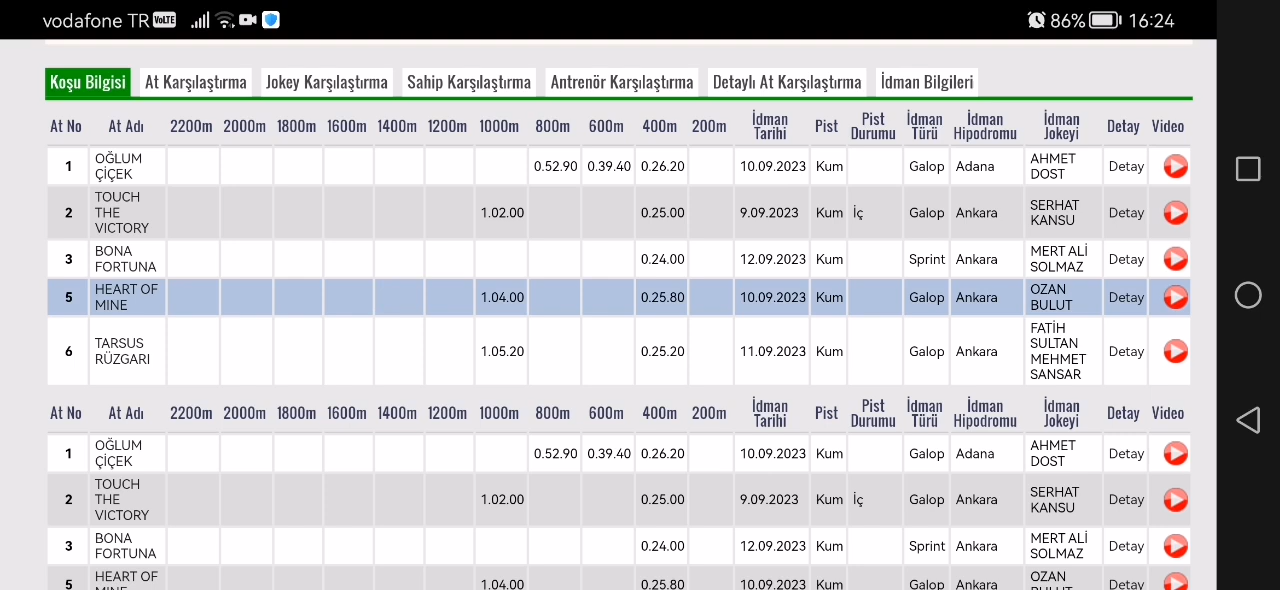 vodafone TR VoLTE 86% 16:24
Koşu Bilgisi At Karşılaştırma Jokey Karşılaştırma Sahip Karşılaştırma Antrenör Karşılaştırma Detaylı At Karşılaştırma İdman Bilgileri
At No At Adı 2200m 2000m 1800m 1600m 1400m 1200m 1000m 800m 600m 400m 200m İdman Tarihi Pist Pist Durumu İdman Türü İdman Hipodromu İdman Jokeyi Detay Video
1 OĞLUM ÇİÇEK 0.52.90 0.39.40 0.26.20 10.09.2023 Kum Galop Adana AHMET DOST Detay
2 TOUCH THE VICTORY 1.02.00 0.25.00 9.09.2023 Kum İç Galop Ankara SERHAT KANSU Detay
3 BONA FORTUNA 0.24.00 12.09.2023 Kum Sprint Ankara MERT ALİ SOLMAZ Detay
5 HEART OF MINE 1.04.00 0.25.80 10.09.2023 Kum Galop Ankara OZAN BULUT Detay
6 TARSUS RÜZGARI 1.05.20 0.25.20 11.09.2023 Kum Galop Ankara FATİH SULTAN MEHMET SANSAR Detay
At No At Adı 2200m 2000m 1800m 1600m 1400m 1200m 1000m 800m 600m 400m 200m İdman Tarihi Pist Pist Durumu İdman Türü İdman Hipodromu İdman Jokeyi Detay Video
1 OĞLUM ÇİÇEK 0.52.90 0.39.40 0.26.20 10.09.2023 Kum Galop Adana AHMET DOST Detay
2 TOUCH THE VICTORY 1.02.00 0.25.00 9.09.2023 Kum İç Galop Ankara SERHAT KANSU Detay
3 BONA FORTUNA 0.24.00 12.09.2023 Kum Sprint Ankara MERT ALİ SOLMAZ Detay
5 HEART OF MINE 1.04.00 0.25.80 10.09.2023 Kum Galop Ankara OZAN BULUT Detay